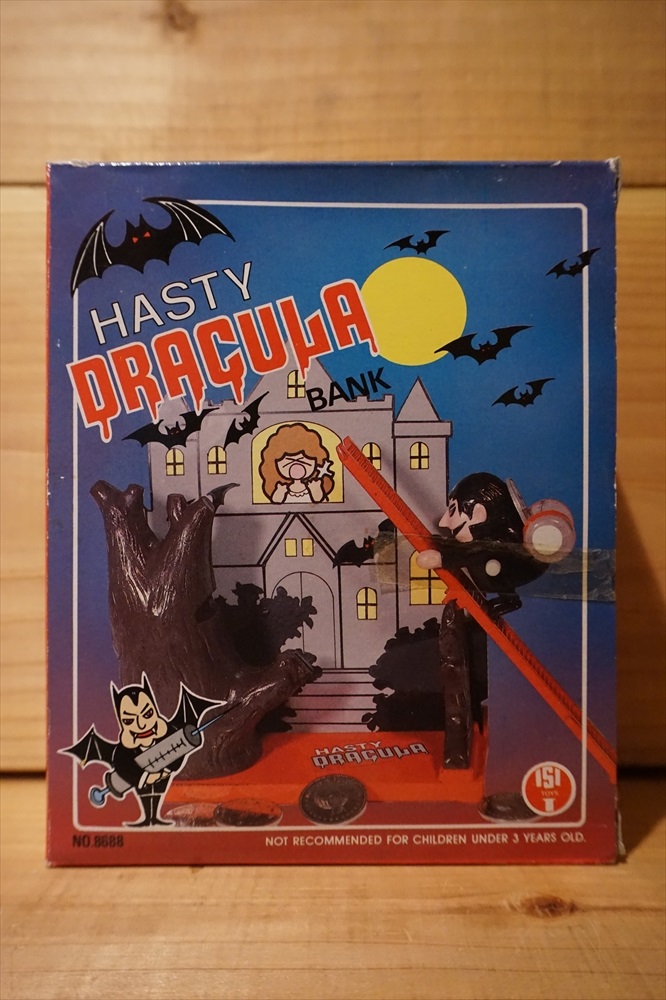 HASTY
DRACULA
BANK
HASTY
DRACULA
ISI
TOYS
NO.8688
NOT RECOMMENDED FOR CHILDREN UNDER 3 YEARS OLD.